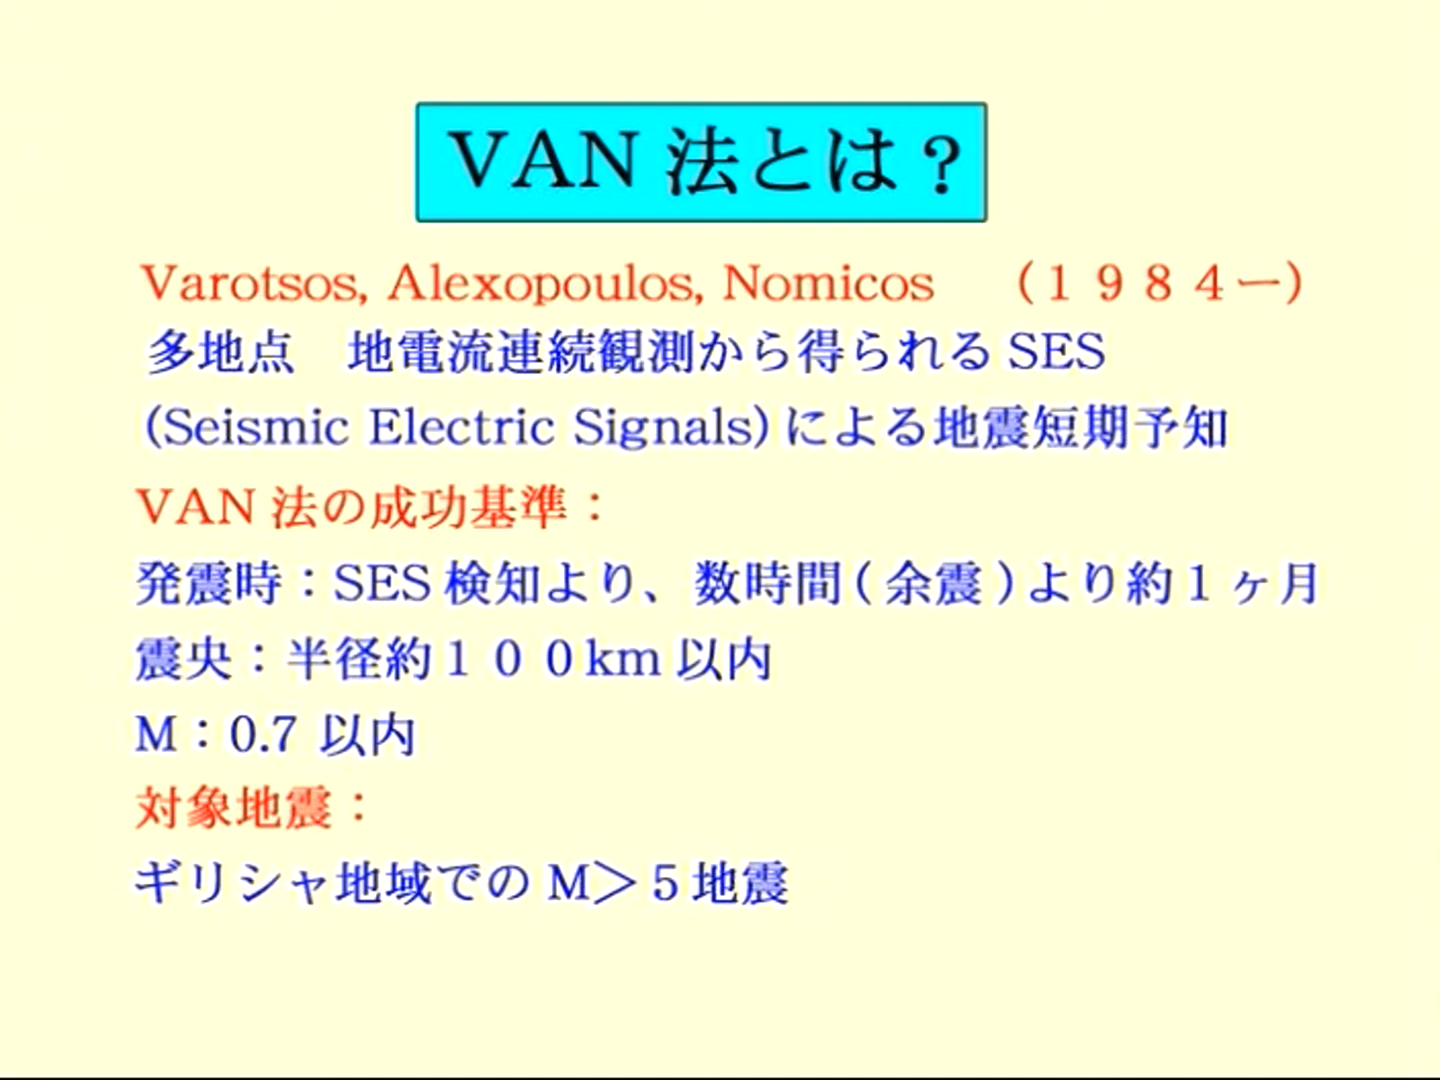 VAN 法とは？
Varotsos, Alexopoulos, Nomicos （１９８４ー）
多地点　地電流連続観測から得られる SES
(Seismic Electric Signals)による地震短期予知
VAN 法の成功基準：
発震時：SES 検知より、数時間(余震)より約１ヶ月
震央：半径約１００km 以内
M：0.7 以内
対象地震：
ギリシャ地域での M＞５地震